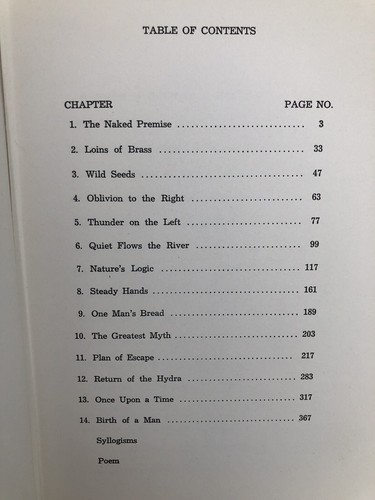 TABLE OF CONTENTS
CHAPTER PAGE NO.
1. The Naked Premise ............................ 3
2. Loins of Brass ............................... 33
3. Wild Seeds ................................... 47
4. Oblivion to the Right ........................ 63
5. Thunder on the Left .......................... 77
6. Quiet Flows the River ........................ 99
7. Nature's Logic ............................... 117
8. Steady Hands ................................. 161
9. One Man's Bread .............................. 189
10. The Greatest Myth ........................... 203
11. Plan of Escape .............................. 217
12. Return of the Hydra ......................... 283
13. Once Upon a Time ............................ 317
14. Birth of a Man .............................. 367
Syllogisms
Poem